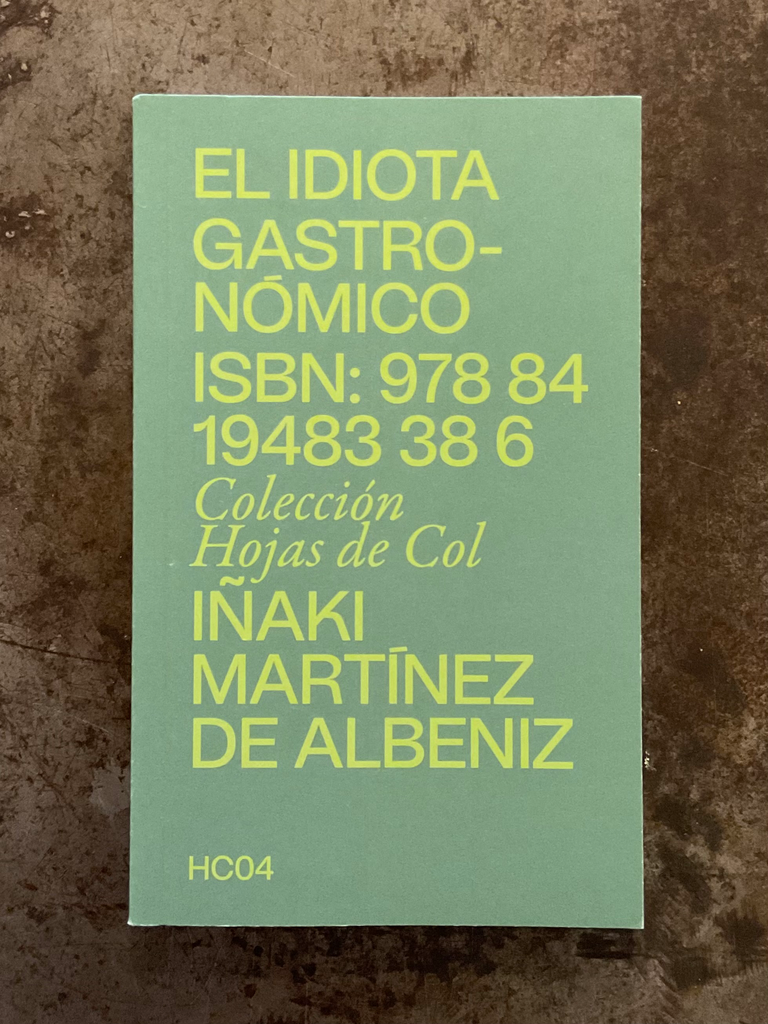 EL IDIOTA
GASTRO-
NÓMICO
ISBN: 978 84
19483 38 6
Colección
Hojas de Col
IÑAKI
MARTÍNEZ
DE ALBENIZ
HC04